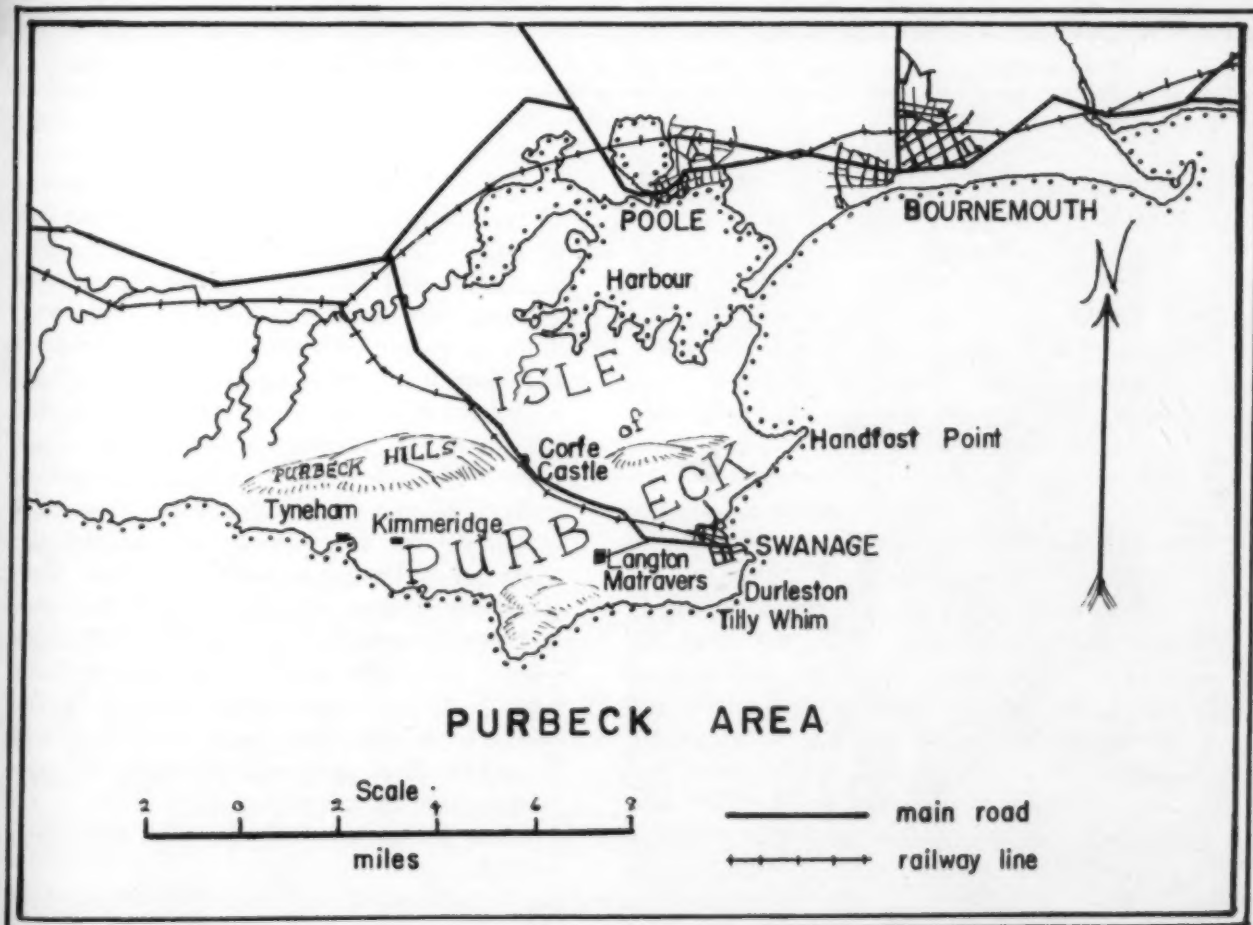 POOLE
BOURNEMOUTH
Harbour
N
ISLE
of
Handfast Point
PURBECK HILLS
Corfe
Castle
PURBECK
Tyneham
Kimmeridge
SWANAGE
Langton
Matravers
Durleston
Tilly Whim
PURBECK AREA
Scale
2 0 2 4 6 8
miles
main road
railway line